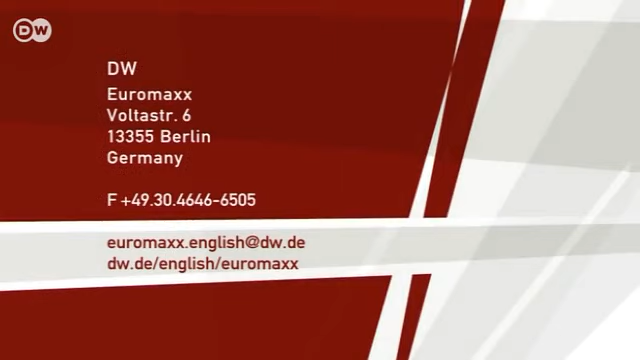 DW
DW
Euromaxx
Voltastr. 6
13355 Berlin
Germany
F +49.30.4646-6505
euromaxx.english@dw.de
dw.de/english/euromaxx